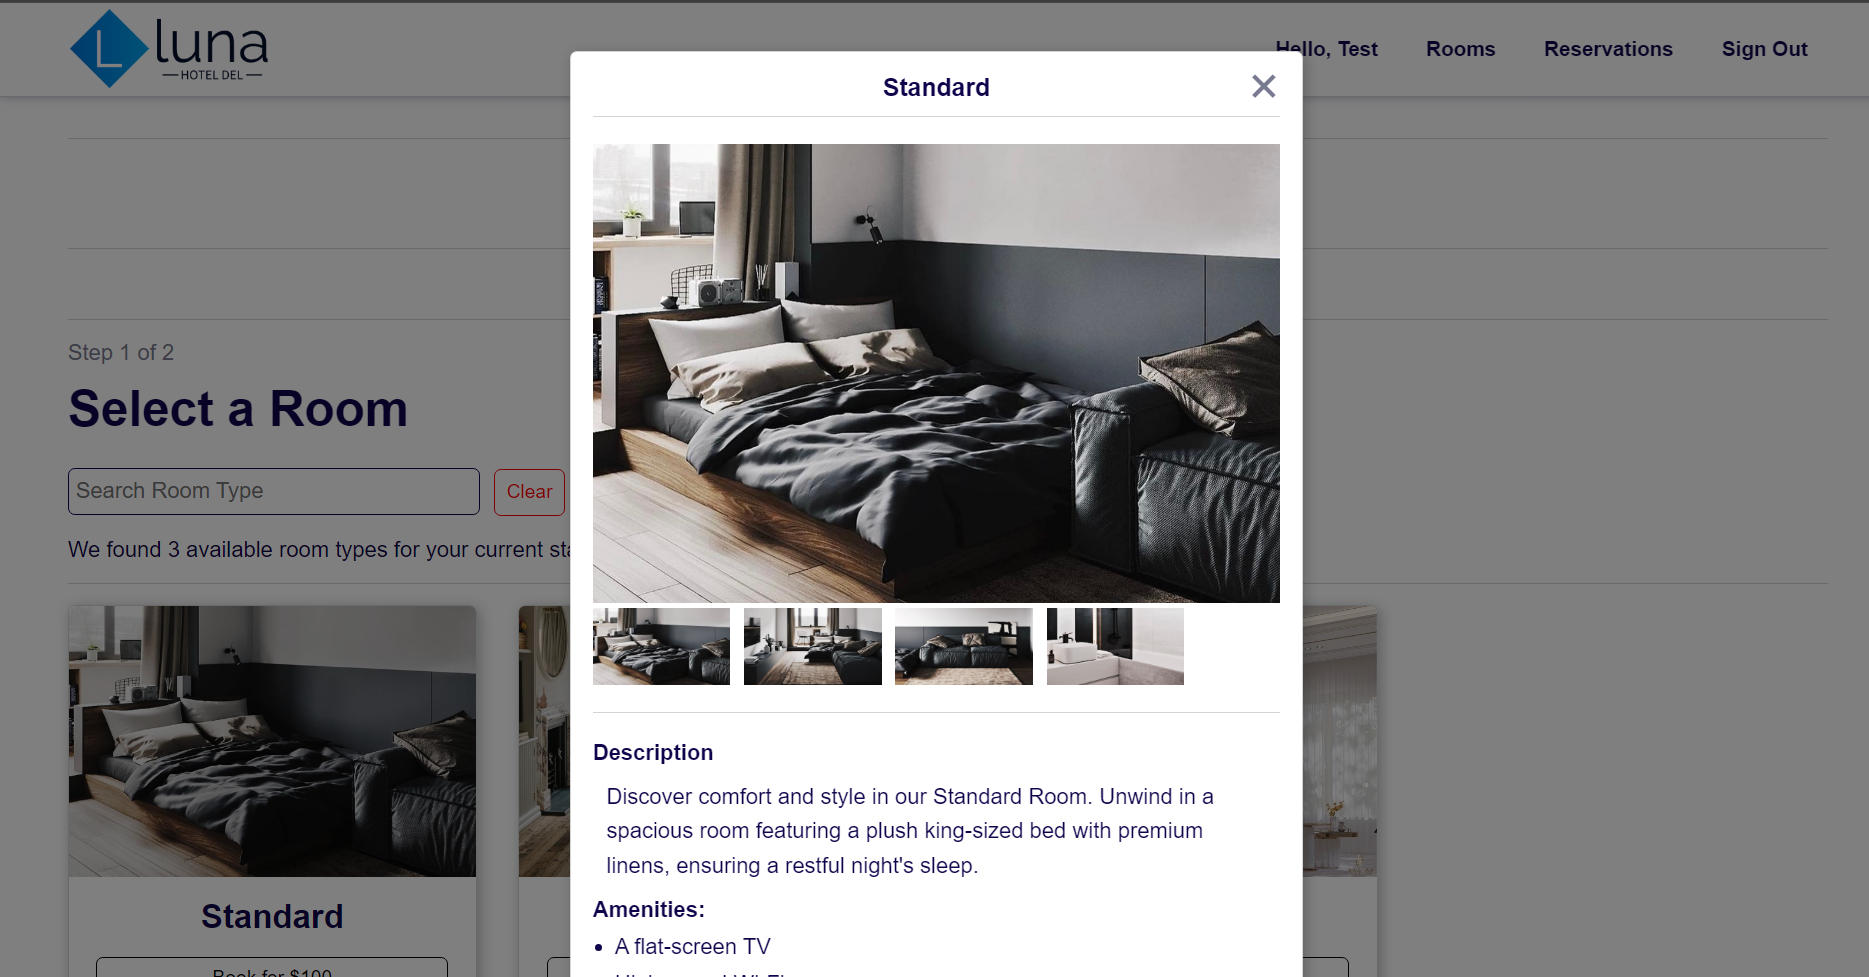 luna
HOTEL DEL
Hello, Test
Rooms
Reservations
Sign Out
Step 1 of 2
Select a Room
Search Room Type
Clear
We found 3 available room types for your current
Standard
Book for $100
Standard
Description
Discover comfort and style in our Standard Room. Unwind in a
spacious room featuring a plush king-sized bed with premium
linens, ensuring a restful night's sleep.
Amenities:
A flat-screen TV